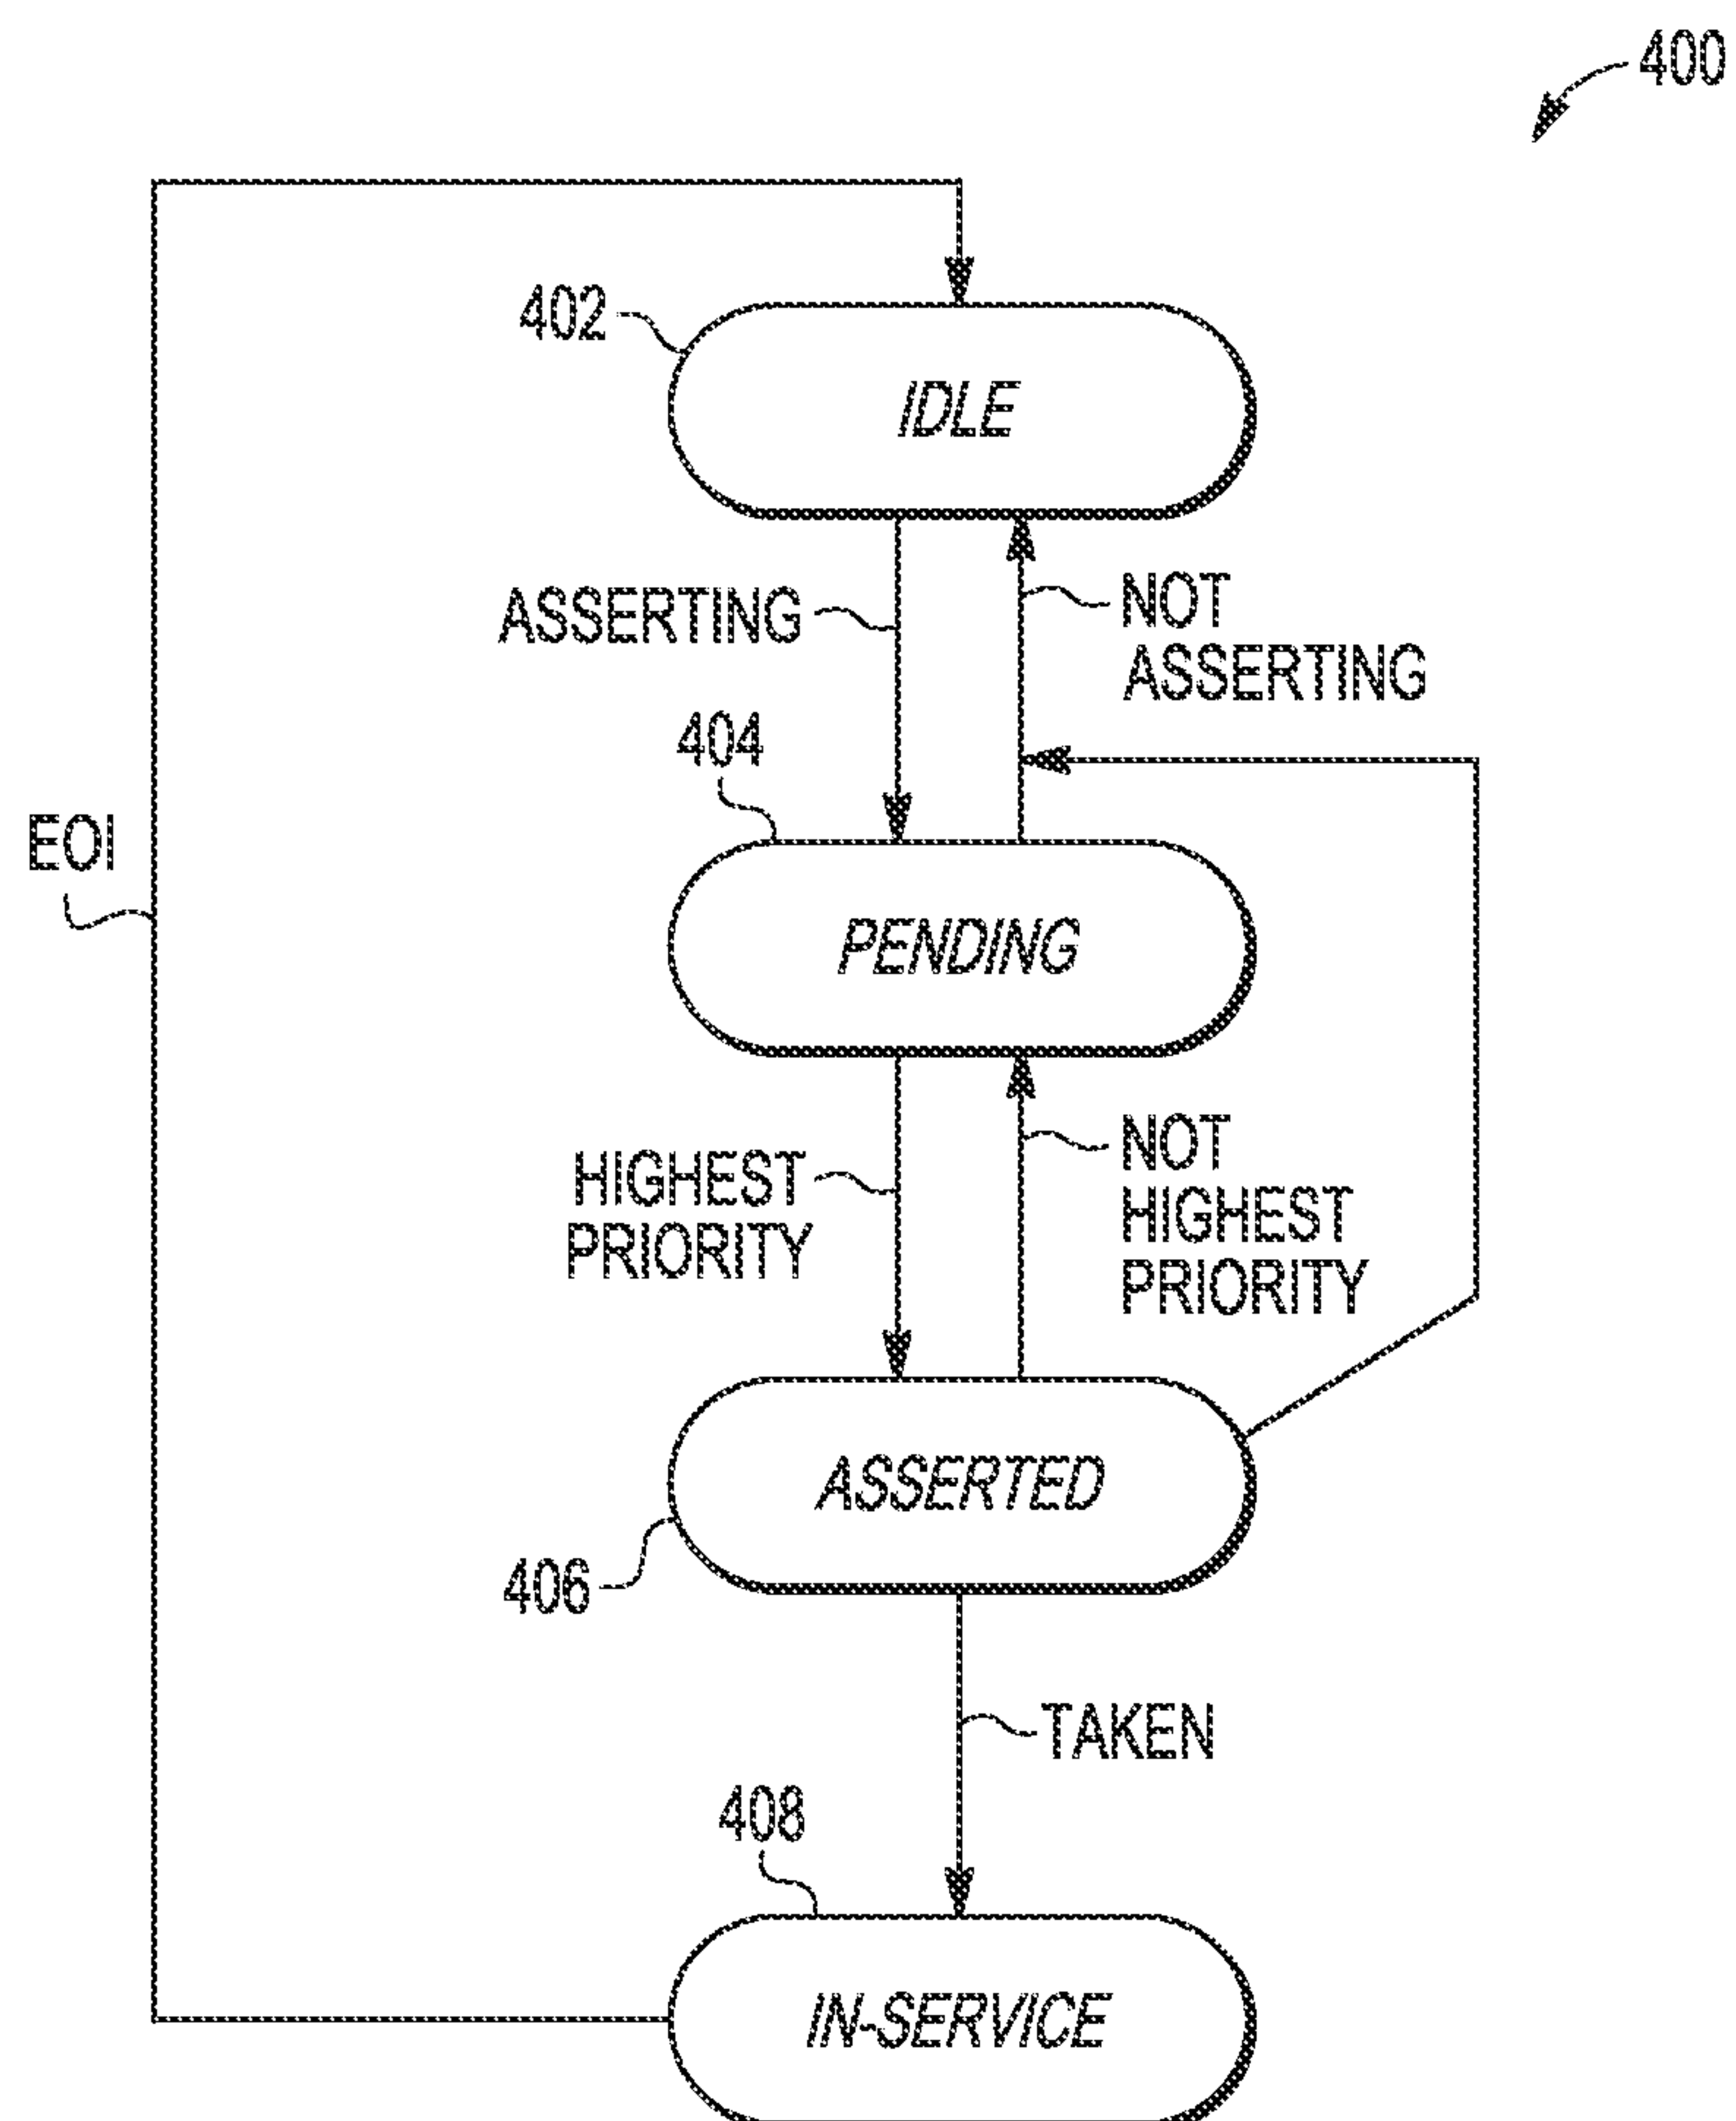 400
402
IDLE
ASSERTING
NOT
ASSERTING
404
EOI
PENDING
HIGHEST
PRIORITY
NOT
HIGHEST
PRIORITY
ASSERTED
406
TAKEN
408
IN-SERVICE